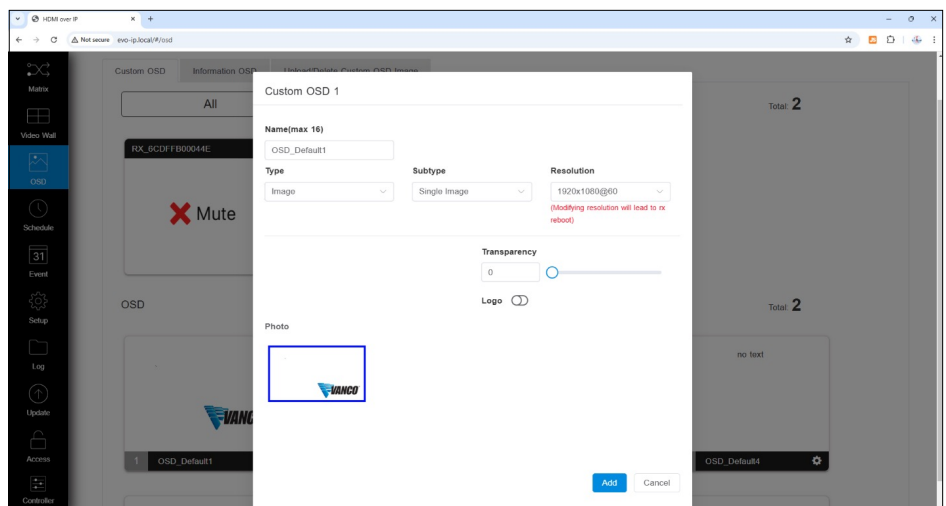 HDMI over IP
Not secure evo-ip.local/#/osd
Matrix
Video Wall
OSD
Schedule
31
Event
Setup
Log
Update
Access
Controller
Custom OSD Information OSD Upload/Delete Custom OSD Image
All
Total: 2
RX_6CDFFB00044E
Mute
OSD
Total: 2
VANC
1 OSD_Default1
no text
OSD_Default4
Custom OSD 1
Name(max 16)
OSD_Default1
Type Subtype Resolution
Image Single Image 1920x1080@60
(Modifying resolution will lead to rx
reboot)
Transparency
0
Logo
Photo
VANCO
Add Cancel